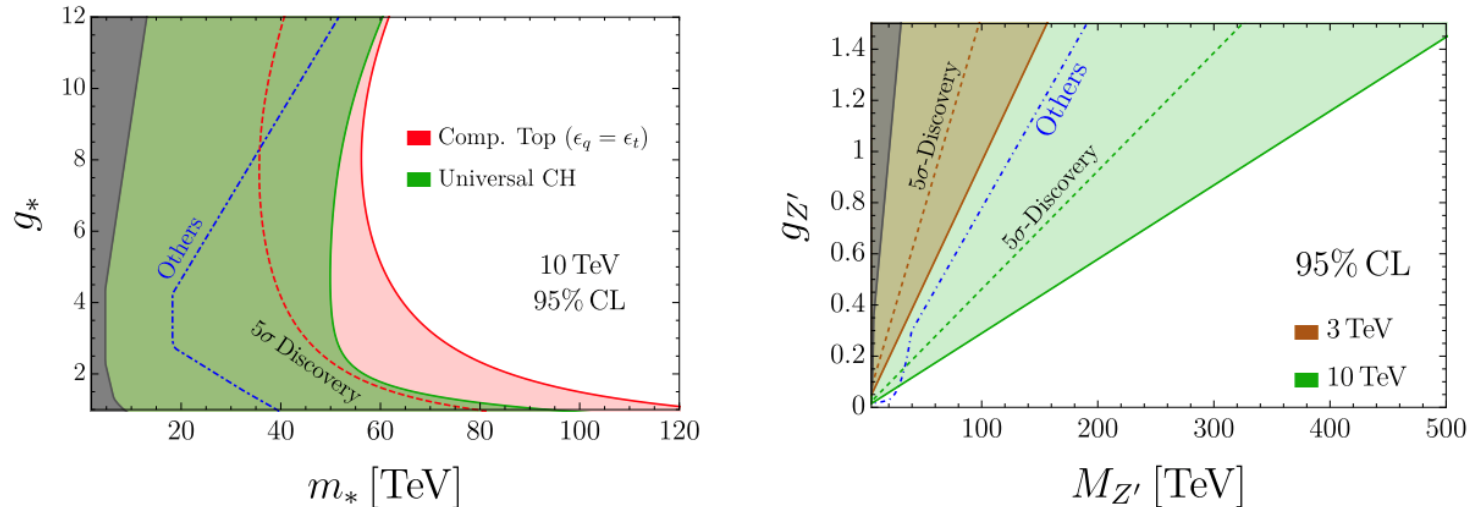 12
10
8
6
4
2
g*
Others
5σ Discovery
Comp. Top (ϵq = ϵt)
Universal CH
10 TeV
95% CL
20 40 60 80 100 120
m* [TeV]
1.4
1.2
1
0.8
0.6
0.4
0.2
0
gZ′
5σ-Discovery
Others
5σ-Discovery
95% CL
3 TeV
10 TeV
100 200 300 400 500
MZ′ [TeV]